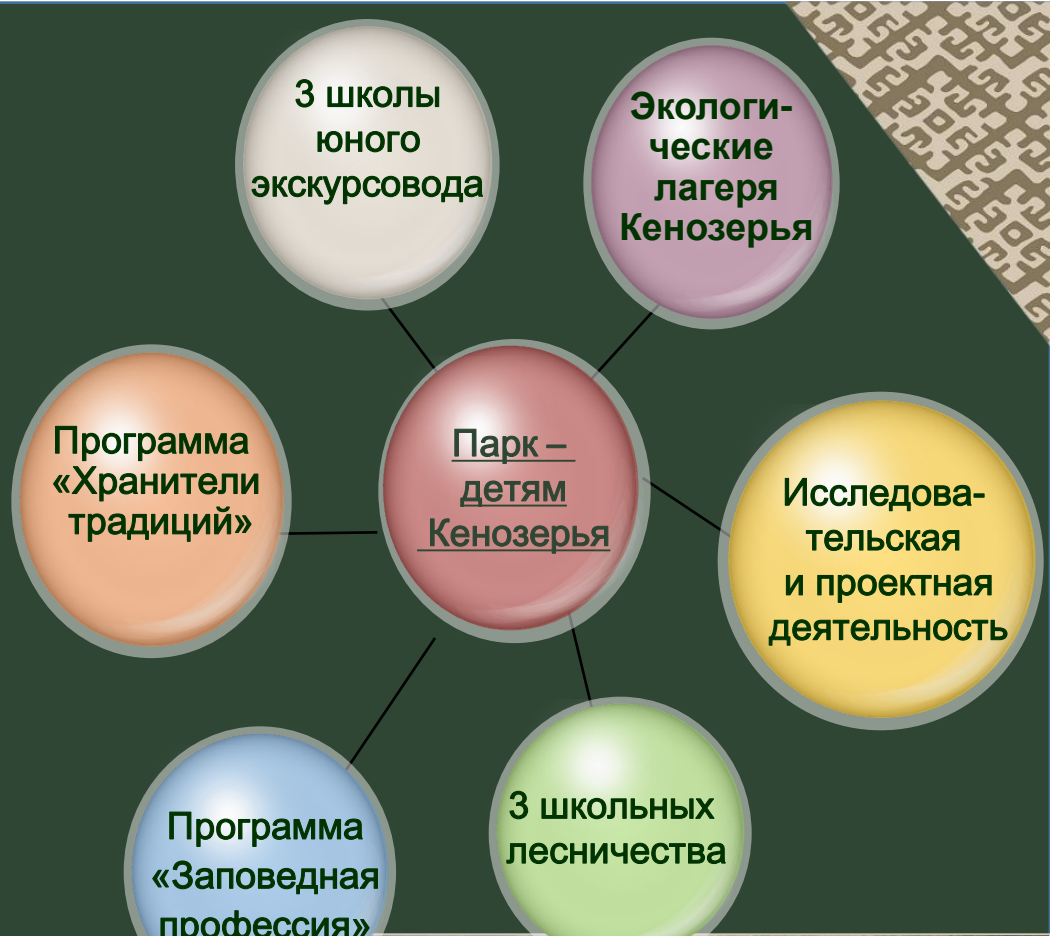 3 школы
юного
экскурсовода
Экологи-
ческие
лагеря
Кенозерья
Программа
«Хранители
традиций»
Парк –
детям
Кенозерья
Исследова-
тельская
и проектная
деятельность
Программа
«Заповедная
профессия»
3 школьных
лесничества